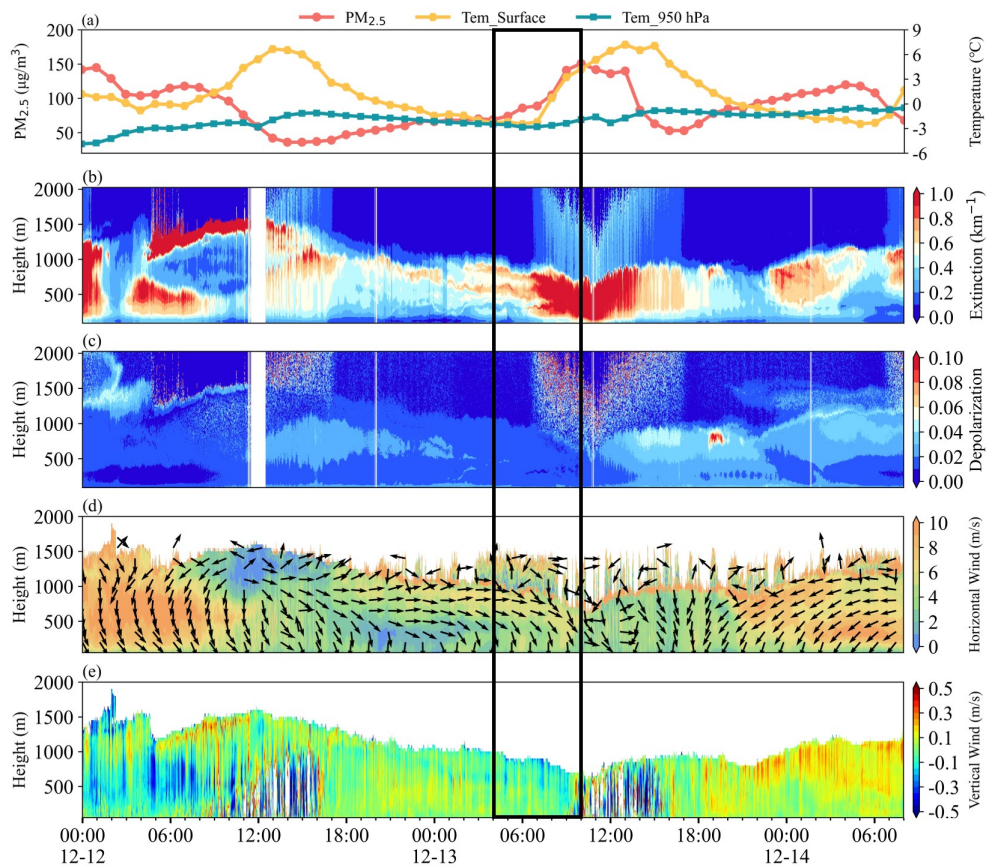 PM2.5 Tem_Surface Tem_950 hPa
(a)
200
150
100
50
PM2.5 (μg/m³)
9
6
3
0
-3
-6
Temperature (°C)
(b)
2000
1500
1000
500
Height (m)
1.0
0.8
0.6
0.4
0.2
0.0
Extinction (km⁻¹)
(c)
2000
1500
1000
500
Height (m)
0.10
0.08
0.06
0.04
0.02
0.00
Depolarization
(d)
2000
1500
1000
500
Height (m)
10
8
6
4
2
0
Horizontal Wind (m/s)
(e)
2000
1500
1000
500
Height (m)
0.5
0.3
0.1
-0.1
-0.3
-0.5
Vertical Wind (m/s)
00:00 06:00 12:00 18:00 00:00 06:00 12:00 18:00 00:00 06:00
12-12 12-13 12-14